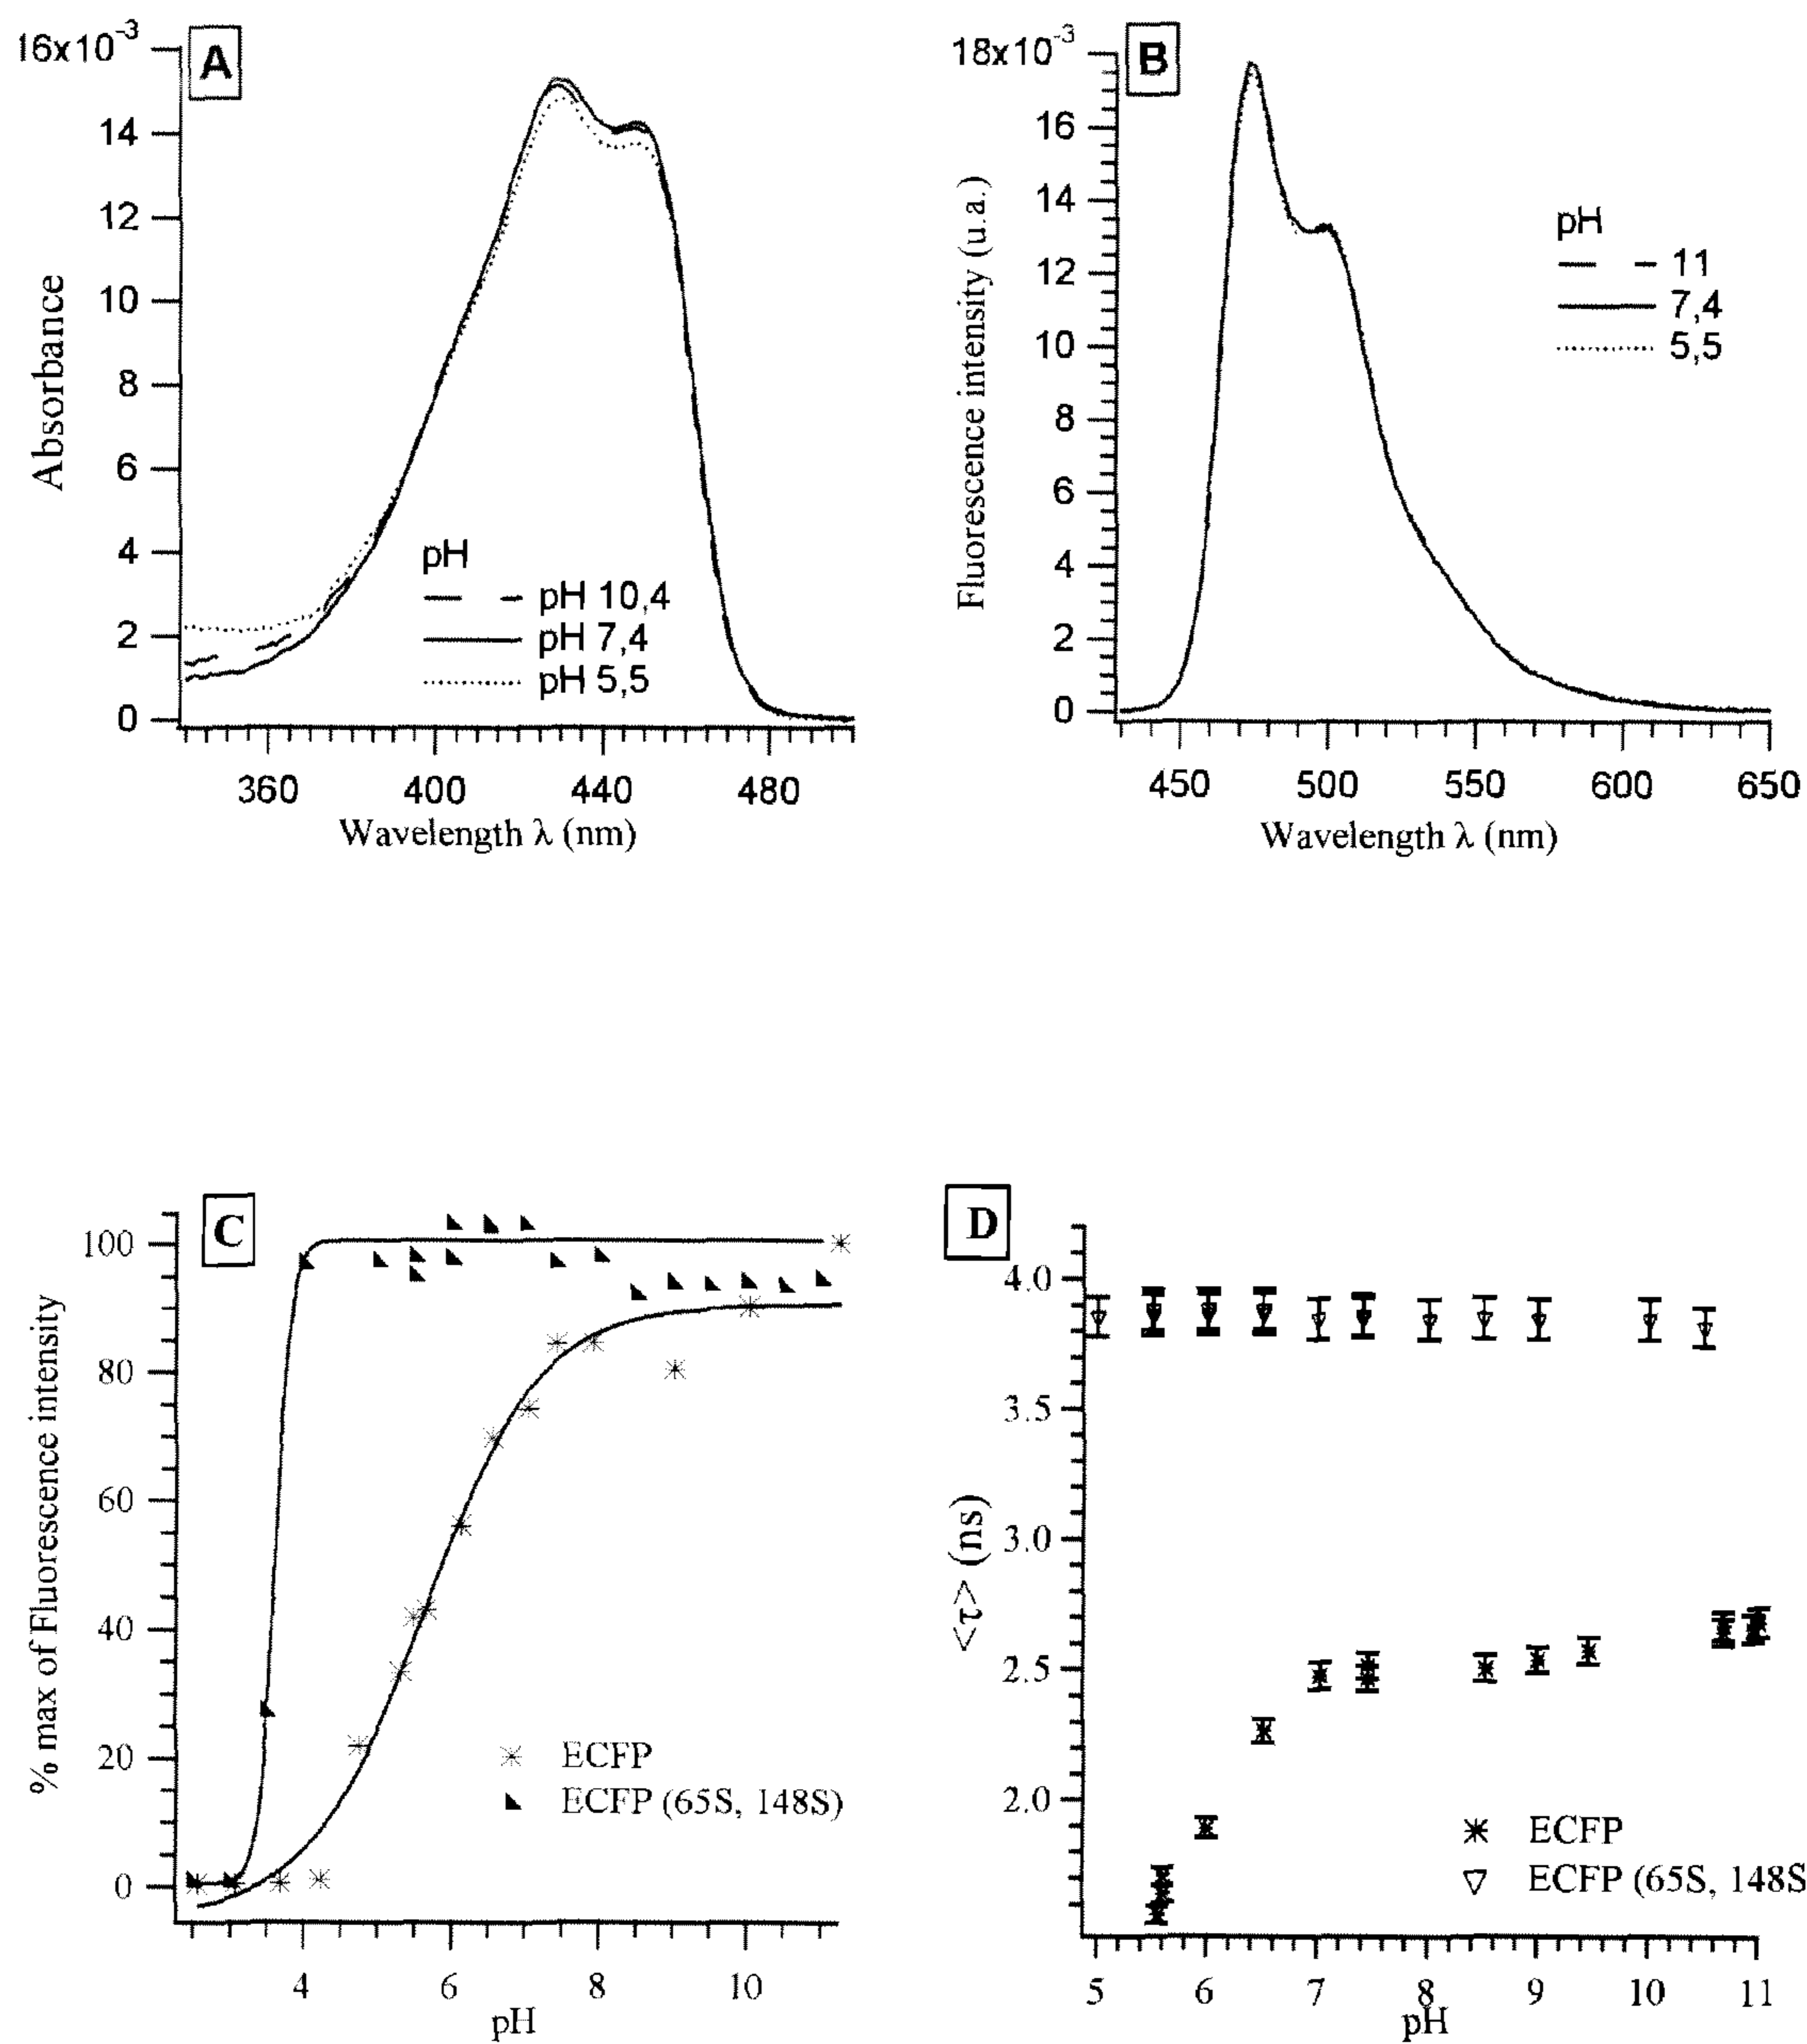 A
16x10-3
14
12
10
8
6
4
2
0
Absorbance
pH
pH 10,4
pH 7,4
pH 5,5
360 400 440 480
Wavelength λ (nm)
B
18x10-3
16
14
12
10
8
6
4
2
0
Fluorescence intensity (u.a.)
pH
11
7,4
5,5
450 500 550 600 650
Wavelength λ (nm)
C
100
80
60
40
20
0
% max of Fluorescence intensity
ECFP
ECFP (65S, 148S)
4 6 8 10
pH
D
4.0
3.5
3.0
2.5
2.0
<τ> (ns)
ECFP
ECFP (65S, 148S
5 6 7 8 9 10 11
pH